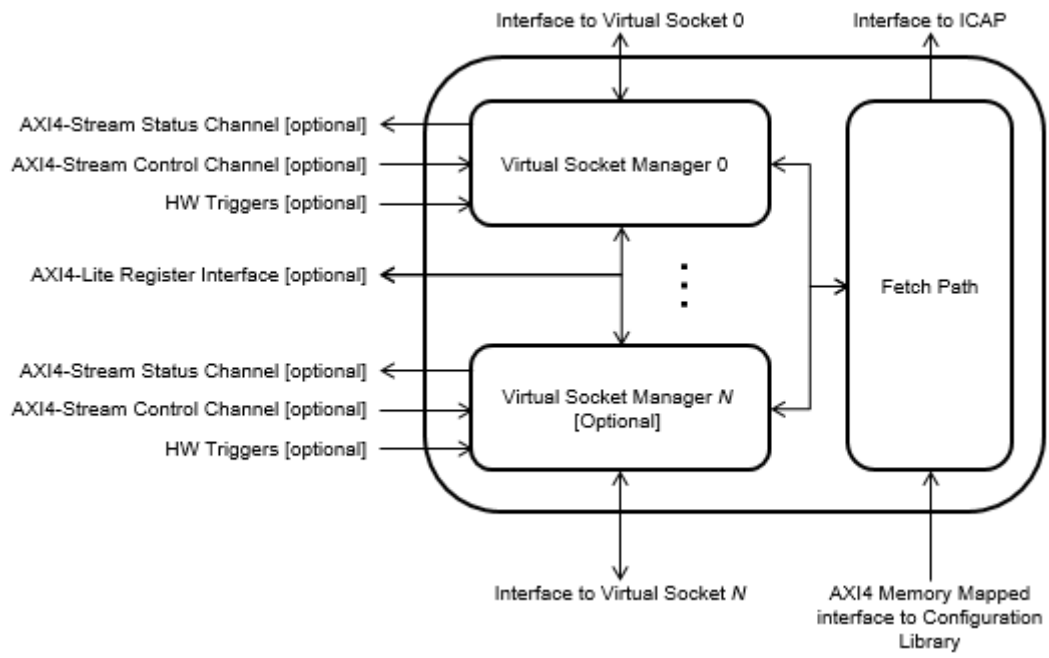 Interface to Virtual Socket 0
Interface to ICAP
AXI4-Stream Status Channel [optional]
AXI4-Stream Control Channel [optional]
HW Triggers [optional]
Virtual Socket Manager 0
AXI4-Lite Register Interface [optional]
Fetch Path
AXI4-Stream Status Channel [optional]
AXI4-Stream Control Channel [optional]
HW Triggers [optional]
Virtual Socket Manager N
[Optional]
Interface to Virtual Socket N
AXI4 Memory Mapped
interface to Configuration
Library